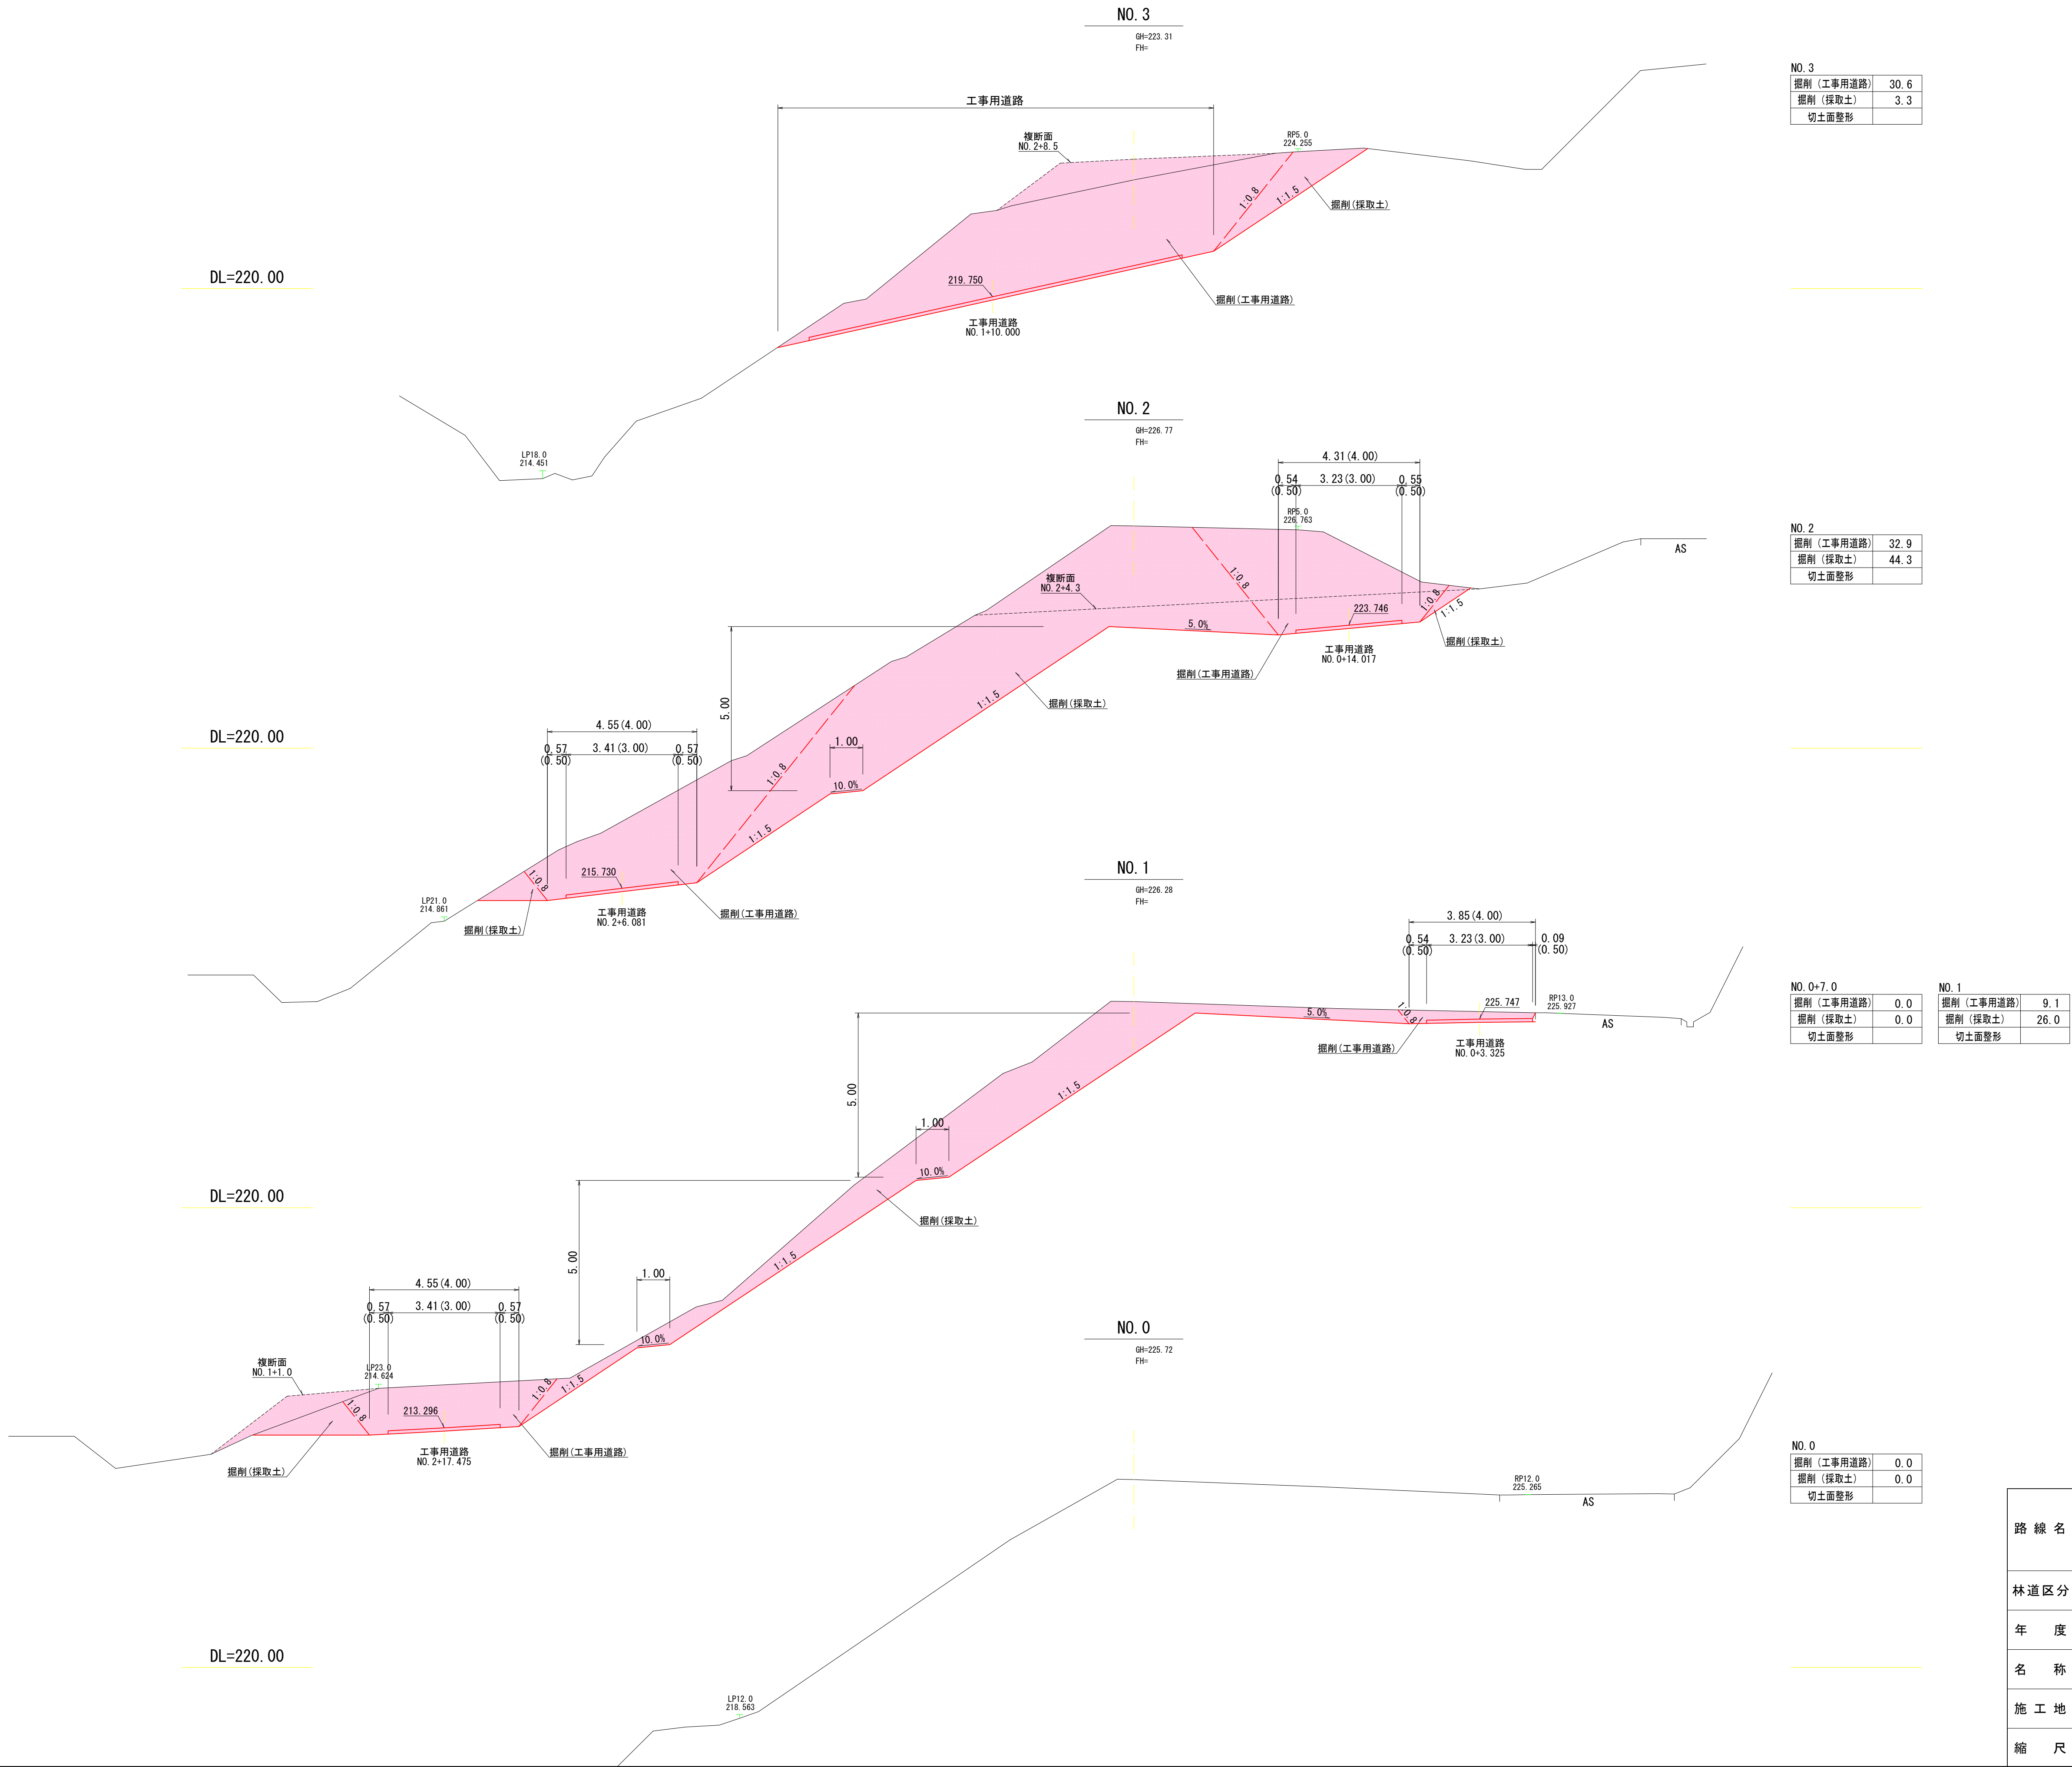 NO.3
GH=223.31
FH=
NO.3
掘削（工事用道路） 30.6
掘削（採取土） 3.3
切土面整形
工事用道路
複断面
NO.2+8.5
RP5.0
224.255
1:0.8
1:1.5
掘削(採取土)
DL=220.00
219.750
掘削(工事用道路)
工事用道路
NO.1+10.000
LP18.0
214.451
NO.2
GH=226.77
FH=
4.31(4.00)
0.54 3.23(3.00) 0.55
(0.50) (0.50)
RP5.0
226.763
NO.2
掘削（工事用道路） 32.9
掘削（採取土） 44.3
切土面整形
AS
1:0.8
複断面
NO.2+4.3
223.746
1:0.8
1:1.5
5.0%
掘削(採取土)
工事用道路
NO.0+14.017
掘削(工事用道路)
5.00
1:1.5
掘削(採取土)
DL=220.00
4.55(4.00)
0.57 3.41(3.00) 0.57
(0.50) (0.50)
1.00
1:0.8
10.0%
1:1.5
215.730
1:0.8
LP21.0
214.861
工事用道路
NO.2+6.081
掘削(工事用道路)
掘削(採取土)
NO.1
GH=226.28
FH=
3.85(4.00)
0.54 3.23(3.00) 0.09
(0.50) (0.50)
225.747
RP13.0
225.927
1:0.8
5.0%
AS
掘削(工事用道路)
工事用道路
NO.0+3.325
NO.0+7.0
掘削（工事用道路） 0.0
掘削（採取土） 0.0
切土面整形
NO.1
掘削（工事用道路） 9.1
掘削（採取土） 26.0
切土面整形
5.00
1:1.5
1.00
10.0%
DL=220.00
掘削(採取土)
5.00
1:1.5
1.00
10.0%
4.55(4.00)
0.57 3.41(3.00) 0.57
(0.50) (0.50)
複断面
NO.1+1.0
LP23.0
214.624
1:0.8
1:1.5
1:0.8
213.296
工事用道路
NO.2+17.475
掘削(工事用道路)
掘削(採取土)
NO.0
GH=225.72
FH=
RP12.0
225.265
AS
NO.0
掘削（工事用道路） 0.0
掘削（採取土） 0.0
切土面整形
DL=220.00
LP12.0
218.563
路線名
林道区分
年度
名称
施工地
縮尺